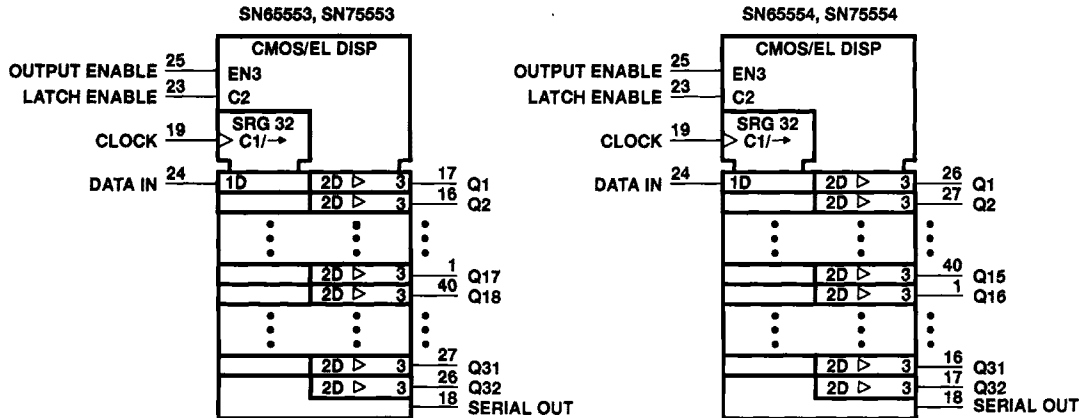 SN65553, SN75553
CMOS/EL DISP
OUTPUT ENABLE 25 EN3
LATCH ENABLE 23 C2
SRG 32
CLOCK 19 C1/→
DATA IN 24 1D 2D ▷ 3 17 Q1
2D ▷ 3 16 Q2
2D ▷ 3 1 Q17
2D ▷ 3 40 Q18
2D ▷ 3 27 Q31
2D ▷ 3 26 Q32
18 SERIAL OUT
SN65554, SN75554
CMOS/EL DISP
OUTPUT ENABLE 25 EN3
LATCH ENABLE 23 C2
SRG 32
CLOCK 19 C1/→
DATA IN 24 1D 2D ▷ 3 26 Q1
2D ▷ 3 27 Q2
2D ▷ 3 40 Q15
2D ▷ 3 1 Q16
2D ▷ 3 16 Q31
2D ▷ 3 17 Q32
18 SERIAL OUT